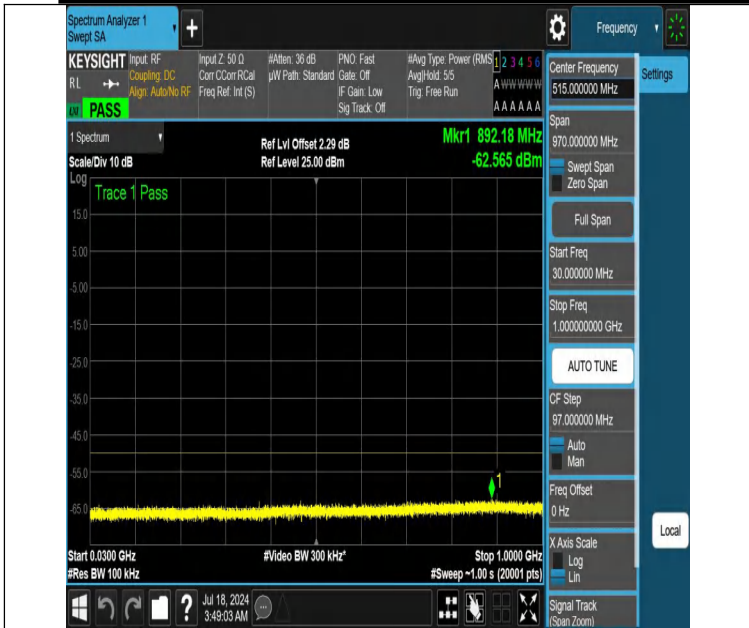 Spectrum Analyzer 1
Swept SA
+
Frequency
KEYSIGHT
RL
LXI
PASS
Input: RF
Coupling: DC
Align: Auto/No RF
Input Z: 50 Ω
Corr CCorr RCal
Freq Ref: Int (S)
#Atten: 36 dB
µW Path: Standard
PNO: Fast
Gate: Off
IF Gain: Low
Sig Track: Off
#Avg Type: Power (RMS
Avg|Hold: 5/5
Trig: Free Run
1 2 3 4 5 6
A W W W W W
A A A A A A
1 Spectrum
Scale/Div 10 dB
Ref Lvl Offset 2.29 dB
Ref Level 25.00 dBm
Mkr1 892.18 MHz
-62.565 dBm
Log
Trace 1 Pass
15.0
5.00
-5.00
-15.0
-25.0
-35.0
-45.0
-55.0
-65.0
1
Start 0.0300 GHz
#Res BW 100 kHz
#Video BW 300 kHz*
Stop 1.0000 GHz
#Sweep ~1.00 s (20001 pts)
?
Jul 18, 2024
3:49:03 AM
Center Frequency
515.000000 MHz
Settings
Span
970.000000 MHz
Swept Span
Zero Span
Full Span
Start Freq
30.000000 MHz
Stop Freq
1.000000000 GHz
AUTO TUNE
CF Step
97.000000 MHz
Auto
Man
Freq Offset
0 Hz
X Axis Scale
Log
Lin
Signal Track
(Span Zoom)
Local